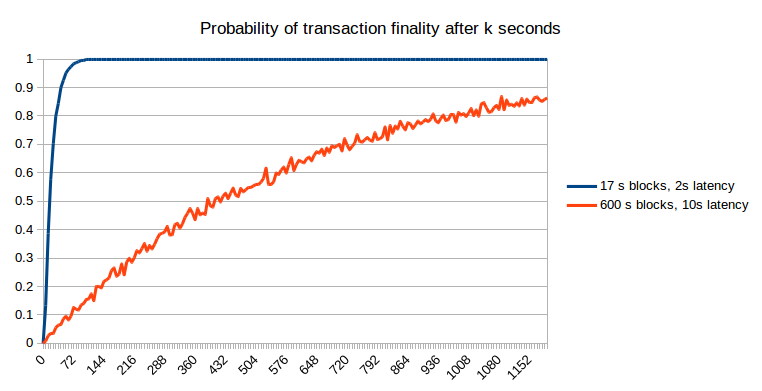 Probability of transaction finality after k seconds
1
0.9
0.8
0.7
0.6
0.5
0.4
0.3
0.2
0.1
0
17 s blocks, 2s latency
600 s blocks, 10s latency
0 72 144 216 288 360 432 504 576 648 720 792 864 936 1008 1080 1152